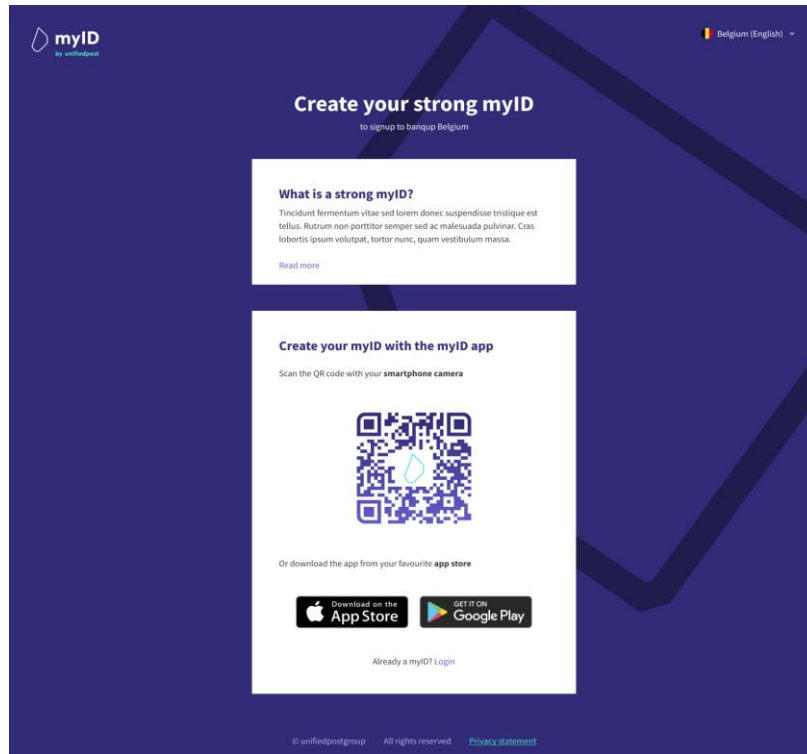 myID
by unifiedpost
Belgium (English)
Create your strong myID
to signup to banqup Belgium
What is a strong myID?
Tincidunt fermentum vitae sed lorem donec suspendisse tristique est
tellus. Rutrum non porttitor semper sed ac malesuada pulvinar. Cras
lobortis ipsum volutpat, tortor nunc, quam vestibulum massa.
Read more
Create your myID with the myID app
Scan the QR code with your smartphone camera
Or download the app from your favourite app store
Download on the
App Store
GET IT ON
Google Play
Already a myID? Login
© unifiedpostgroup All rights reserved Privacy statement